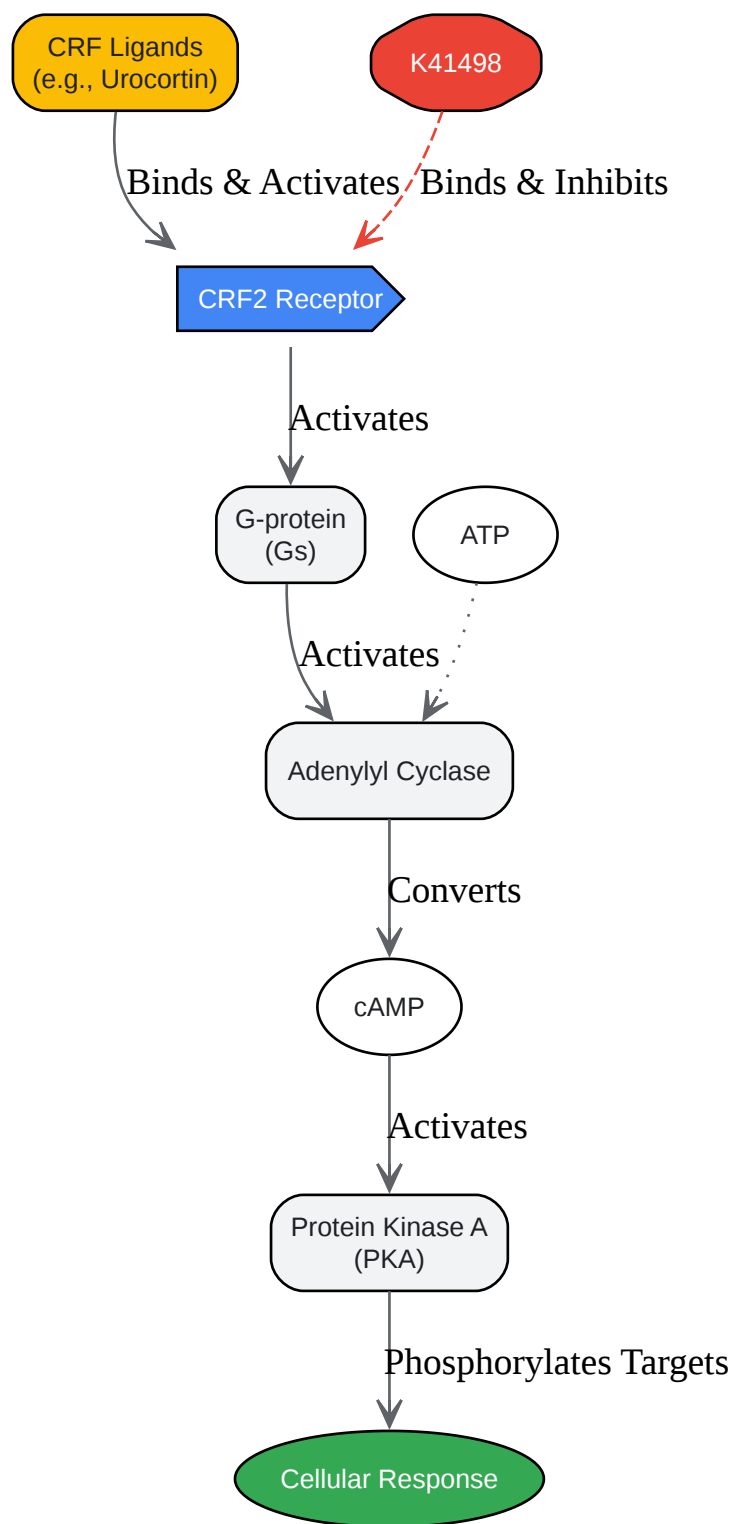 CRF Ligands
(e.g., Urocortin)
K41498
Binds & Activates
Binds & Inhibits
CRF2 Receptor
Activates
G-protein
(Gs)
ATP
Activates
Adenylyl Cyclase
Converts
cAMP
Activates
Protein Kinase A
(PKA)
Phosphorylates Targets
Cellular Response